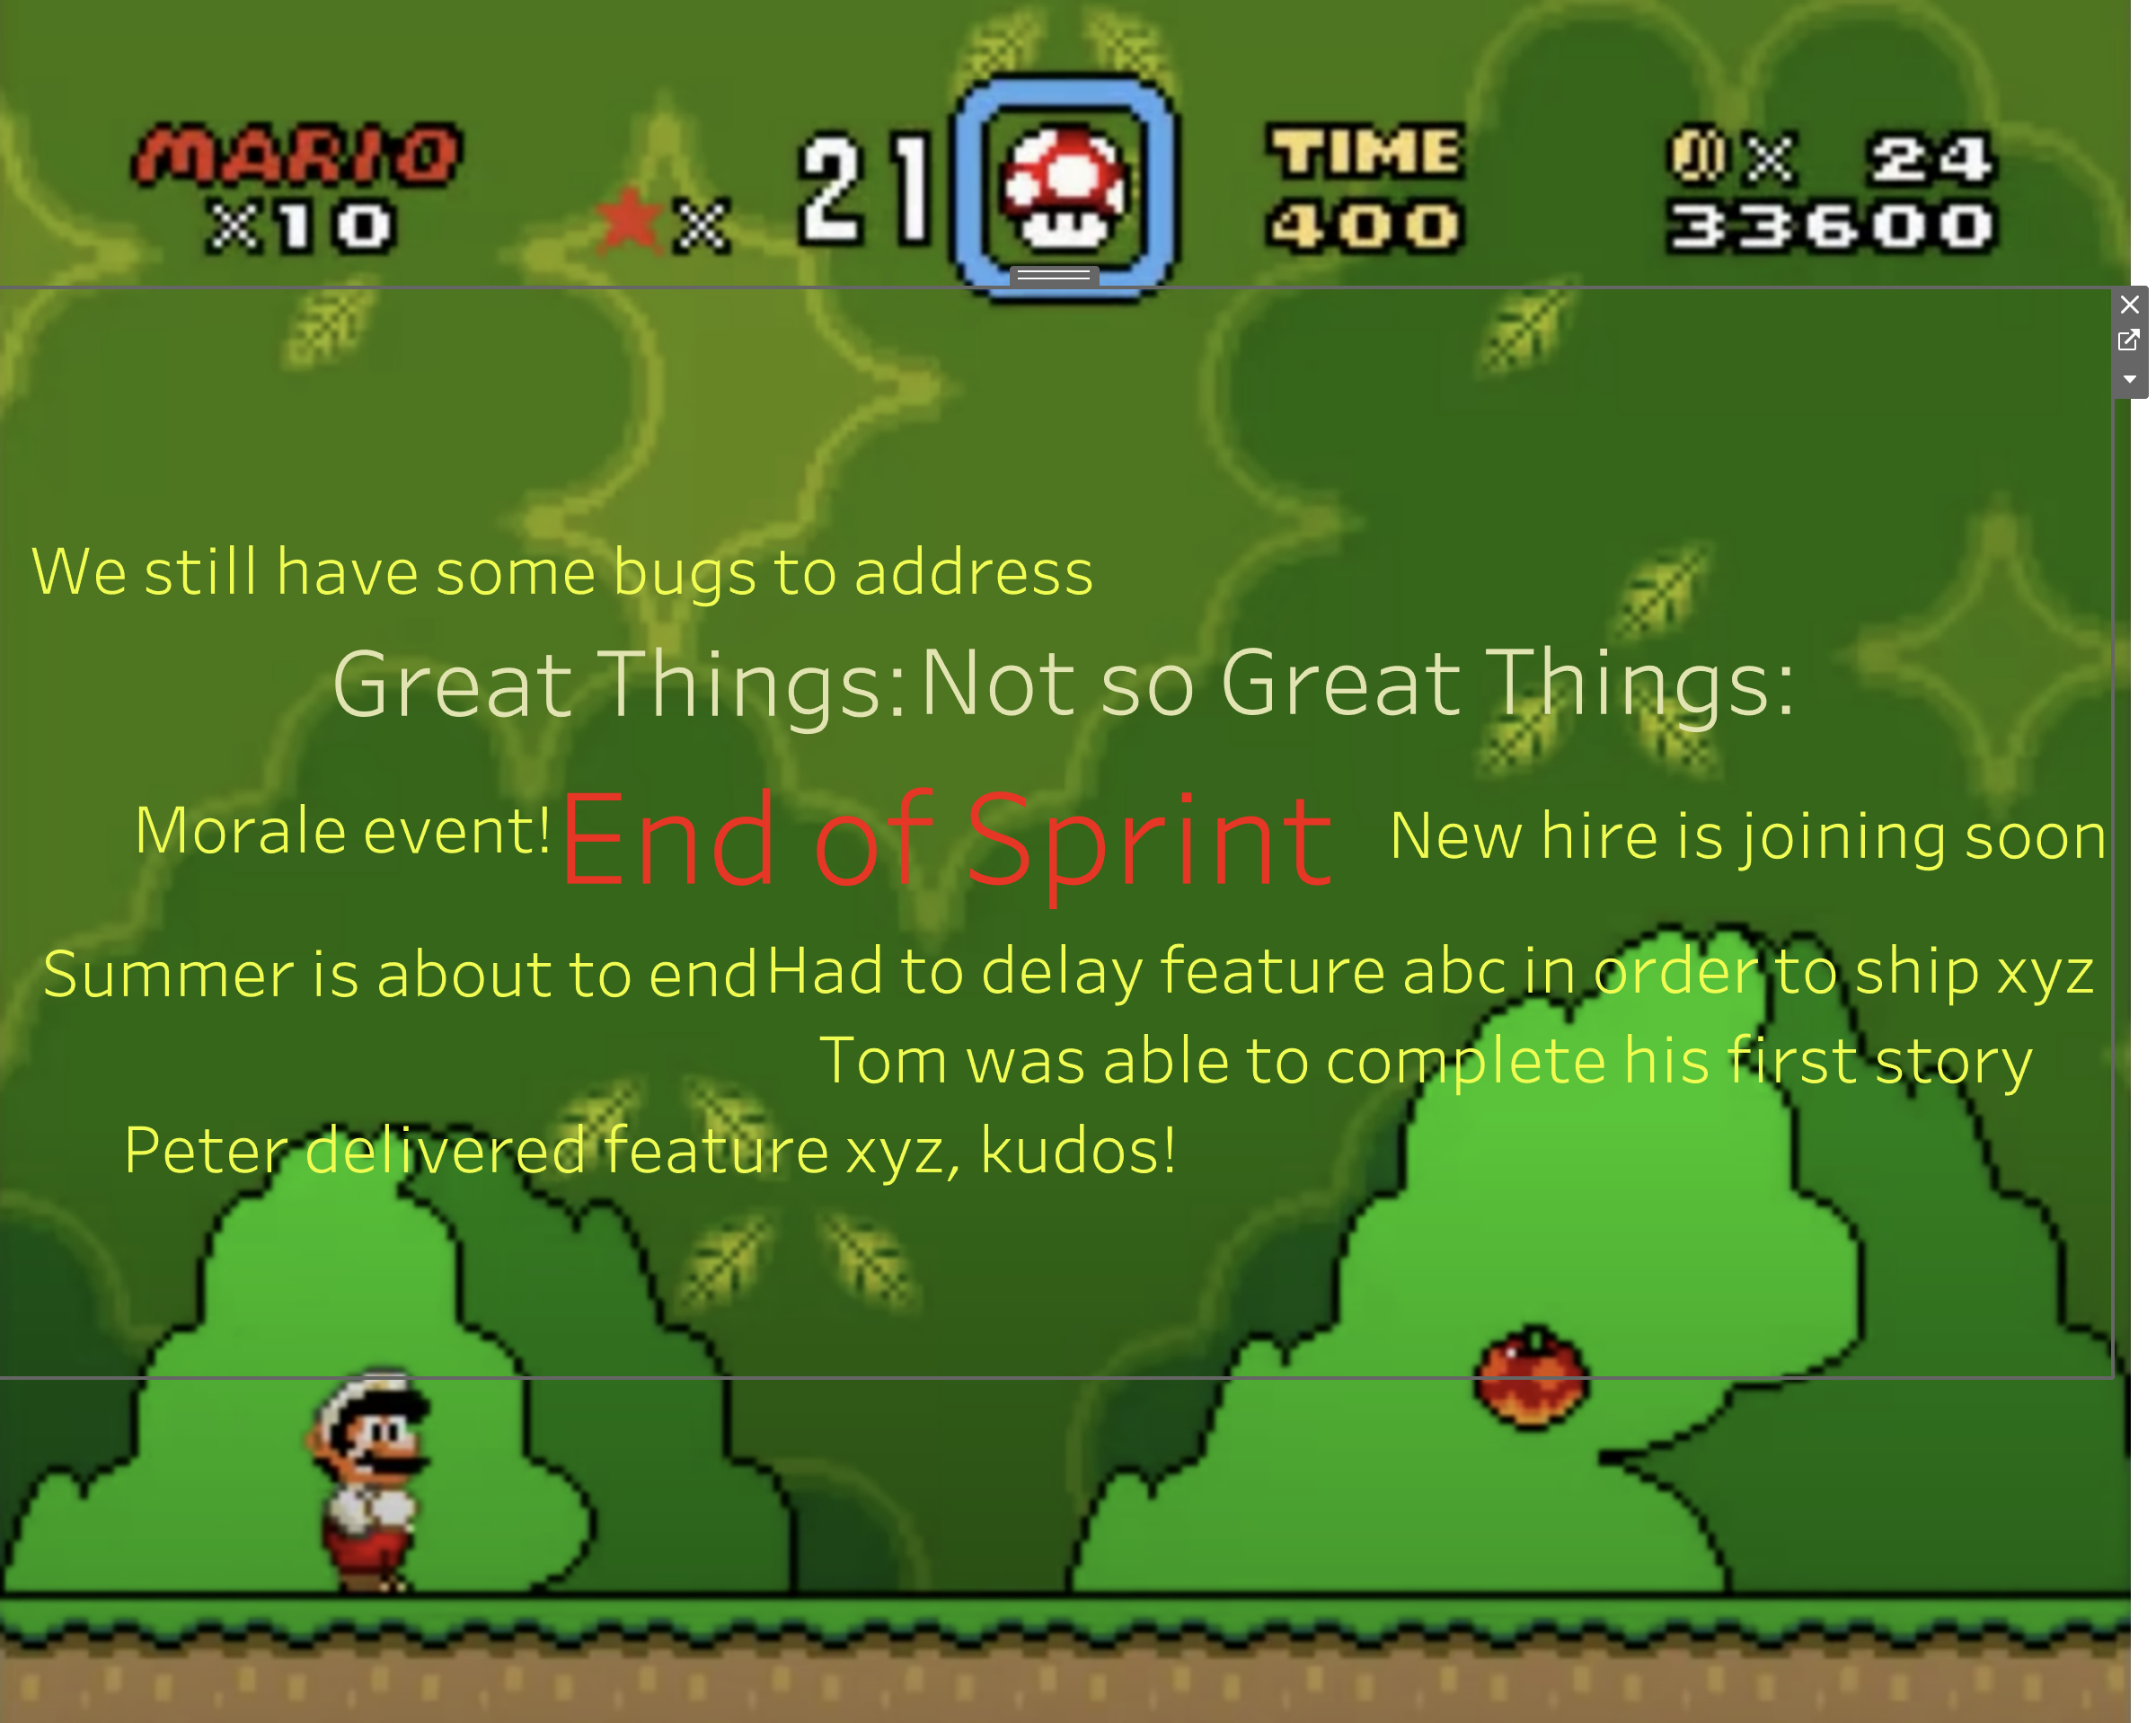 MARIO
x10
x 21
TIME
400
x 24
33600
We still have some bugs to address
Great Things: Not so Great Things:
Morale event! End of Sprint New hire is joining soon
Summer is about to end Had to delay feature abc in order to ship xyz
Tom was able to complete his first story
Peter delivered feature xyz, kudos!